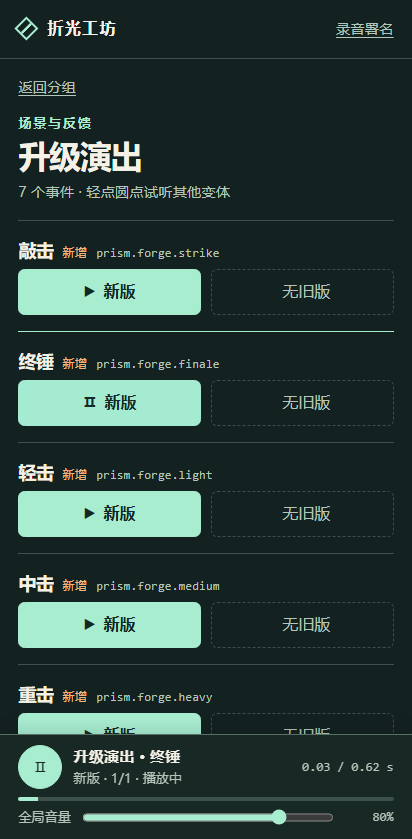 折光工坊
录音署名
返回分组
场景与反馈
升级演出
7 个事件 · 轻点圆点试听其他变体
敲击 新增 prism.forge.strike
新版 无旧版
终锤 新增 prism.forge.finale
新版 无旧版
轻击 新增 prism.forge.light
新版 无旧版
中击 新增 prism.forge.medium
新版 无旧版
重击 新增 prism.forge.heavy
新版 无旧版
升级演出 · 终锤
新版 · 1/1 · 播放中
0.03 / 0.62 s
全局音量 80%